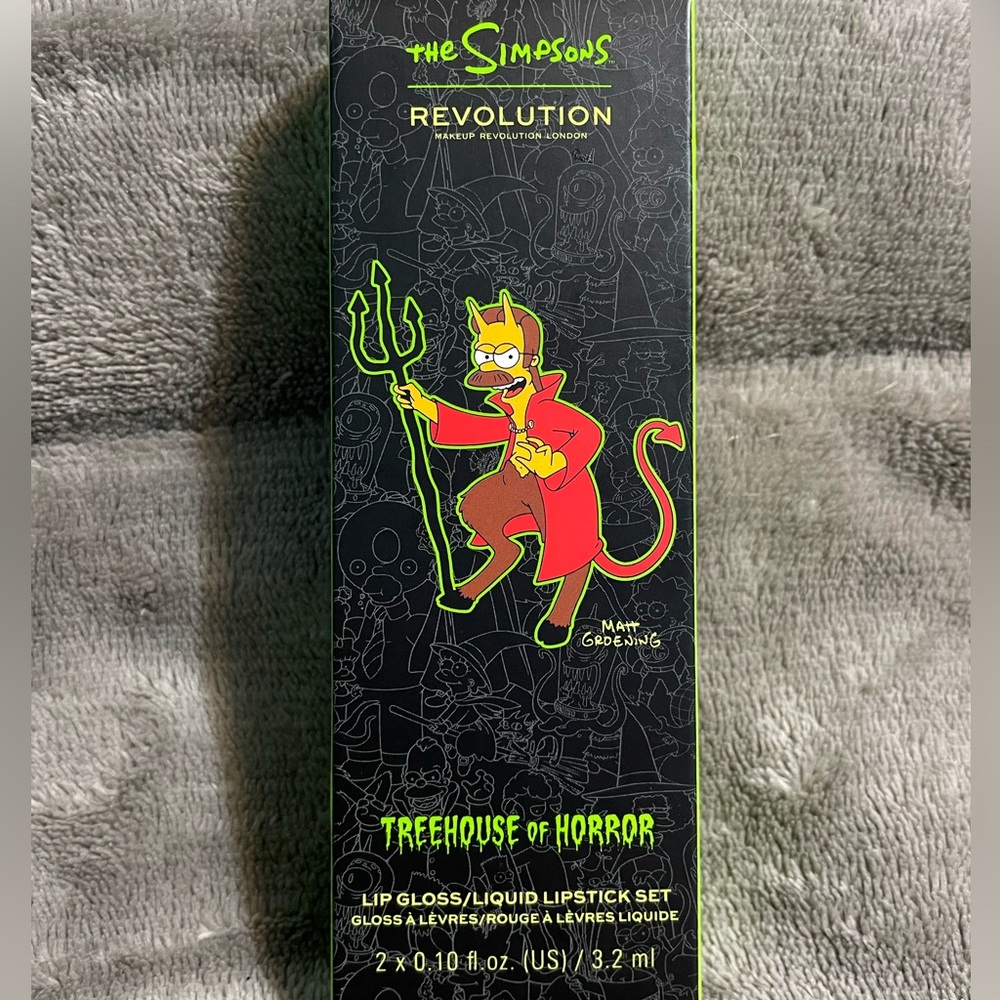 THE SIMPSONS™
REVOLUTION
MAKEUP REVOLUTION LONDON
MATT
GROENING
TREEHOUSE OF HORROR
LIP GLOSS/LIQUID LIPSTICK SET
GLOSS À LÈVRES/ROUGE À LÈVRES LIQUIDE
2 x 0.10 fl.oz. (US) / 3.2 ml